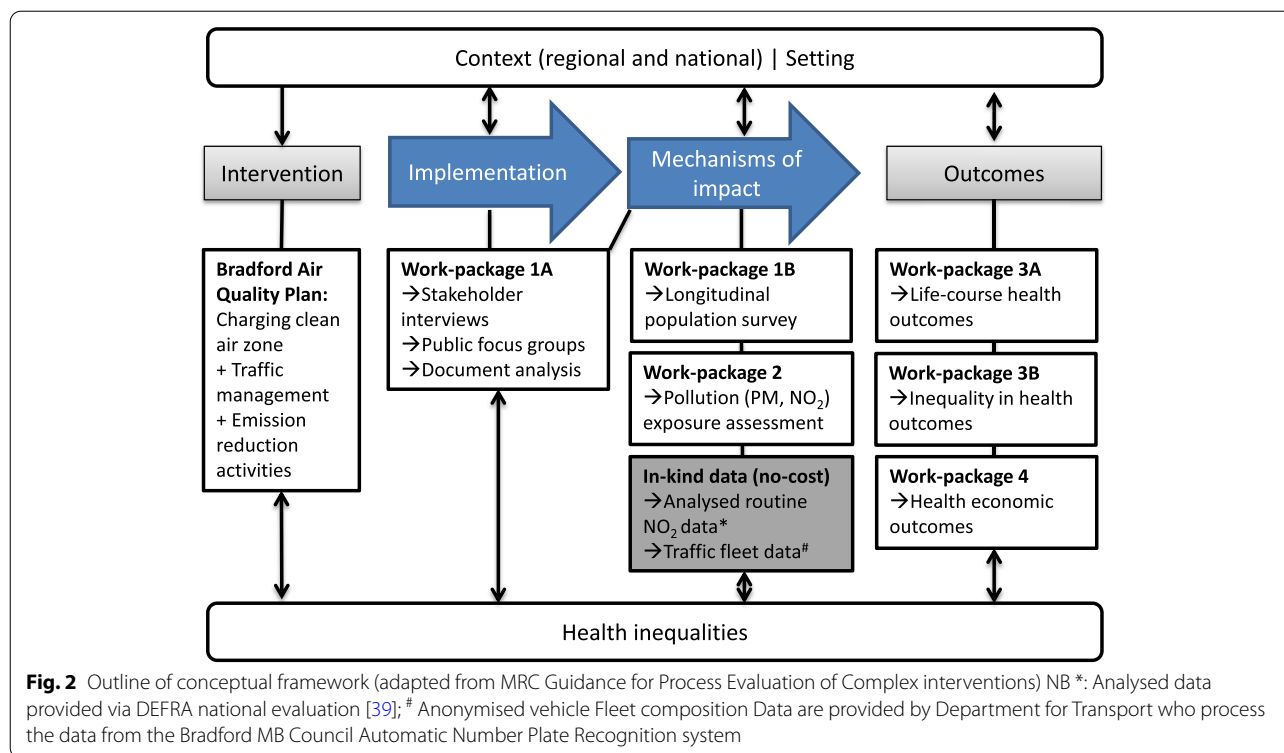 Context (regional and national) | Setting
Intervention
Implementation
Mechanisms of
impact
Outcomes
Bradford Air
Quality Plan:
Charging clean
air zone
+ Traffic
management
+ Emission
reduction
activities
Work-package 1A
→Stakeholder
interviews
→Public focus groups
→Document analysis
Work-package 1B
→Longitudinal
population survey
Work-package 2
→Pollution (PM, NO₂)
exposure assessment
In-kind data (no-cost)
→Analysed routine
NO₂ data*
→Traffic fleet data#
Work-package 3A
→Life-course health
outcomes
Work-package 3B
→Inequality in health
outcomes
Work-package 4
→Health economic
outcomes
Health inequalities
Fig. 2 Outline of conceptual framework (adapted from MRC Guidance for Process Evaluation of Complex interventions) NB *: Analysed data
provided via DEFRA national evaluation [39]; # Anonymised vehicle Fleet composition Data are provided by Department for Transport who process
the data from the Bradford MB Council Automatic Number Plate Recognition system